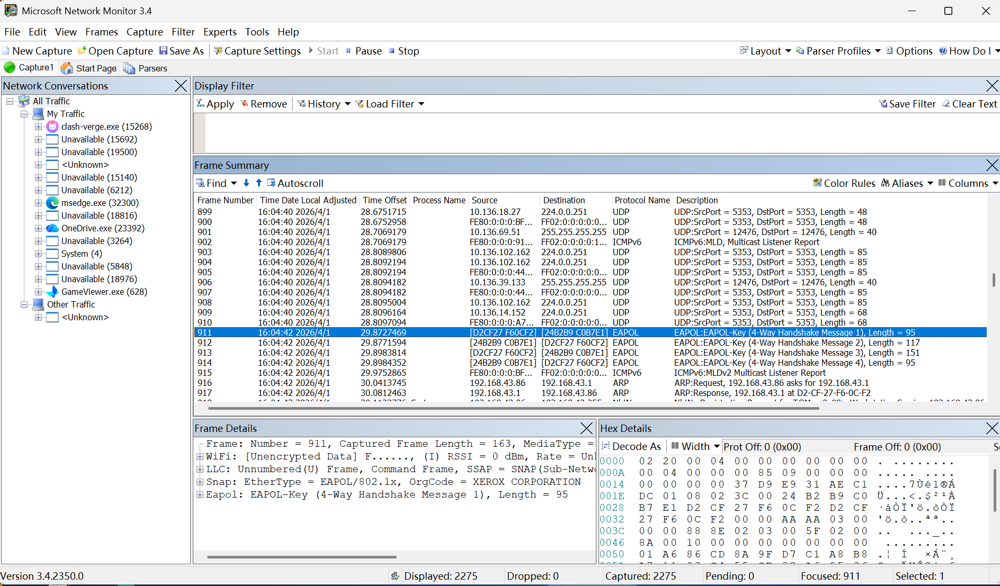 Microsoft Network Monitor 3.4
File Edit View Frames Capture Filter Experts Tools Help
New Capture Open Capture Save As Capture Settings Start Pause Stop Layout Parser Profiles Options How Do I
Capture1 Start Page Parsers
Network Conversations
All Traffic
My Traffic
clash-verge.exe (15268)
Unavailable (15692)
Unavailable (19500)
<Unknown>
Unavailable (15140)
Unavailable (6212)
msedge.exe (32300)
Unavailable (18816)
OneDrive.exe (23392)
Unavailable (3264)
System (4)
Unavailable (5848)
Unavailable (18976)
GameViewer.exe (628)
Other Traffic
<Unknown>
Display Filter
Apply Remove History Load Filter Save Filter Clear Text
Frame Summary
Find Autoscroll Color Rules Aliases Columns
Frame Number Time Date Local Adjusted Time Offset Process Name Source Destination Protocol Name Description
899 16:04:40 2026/4/1 28.6751715 10.136.18.27 224.0.0.251 UDP UDP:SrcPort = 5353, DstPort = 5353, Length = 48
900 16:04:40 2026/4/1 28.6752958 FE80:0:0:0:BF... FF02:0:0:0:0:0... UDP UDP:SrcPort = 5353, DstPort = 5353, Length = 48
901 16:04:40 2026/4/1 28.7069179 10.136.69.51 255.255.255.255 UDP UDP:SrcPort = 12476, DstPort = 12476, Length = 40
902 16:04:40 2026/4/1 28.7069179 FE80:0:0:0:91... FF02:0:0:0:0:1... ICMPv6 ICMPv6:MLD, Multicast Listener Report
903 16:04:40 2026/4/1 28.8089806 10.136.102.162 224.0.0.251 UDP UDP:SrcPort = 5353, DstPort = 5353, Length = 85
904 16:04:40 2026/4/1 28.8092194 10.136.102.162 224.0.0.251 UDP UDP:SrcPort = 5353, DstPort = 5353, Length = 85
905 16:04:40 2026/4/1 28.8092194 FE80:0:0:0:44... FF02:0:0:0:0:0... UDP UDP:SrcPort = 5353, DstPort = 5353, Length = 85
906 16:04:40 2026/4/1 28.8094182 10.136.39.133 255.255.255.255 UDP UDP:SrcPort = 12476, DstPort = 12476, Length = 40
907 16:04:40 2026/4/1 28.8094182 FE80:0:0:0:44... FF02:0:0:0:0:0... UDP UDP:SrcPort = 5353, DstPort = 5353, Length = 85
908 16:04:40 2026/4/1 28.8095004 10.136.102.162 224.0.0.251 UDP UDP:SrcPort = 5353, DstPort = 5353, Length = 85
909 16:04:40 2026/4/1 28.8096164 10.136.14.152 224.0.0.251 UDP UDP:SrcPort = 5353, DstPort = 5353, Length = 68
910 16:04:40 2026/4/1 28.8097094 FE80:0:0:0:A7... FF02:0:0:0:0:0... UDP UDP:SrcPort = 5353, DstPort = 5353, Length = 68
911 16:04:42 2026/4/1 29.8727469 [D2CF27 F60CF2] [24B2B9 C0B7E1] EAPOL EAPOL:EAPOL-Key (4-Way Handshake Message 1), Length = 95
912 16:04:42 2026/4/1 29.8771594 [24B2B9 C0B7E1] [D2CF27 F60CF2] EAPOL EAPOL:EAPOL-Key (4-Way Handshake Message 2), Length = 117
913 16:04:42 2026/4/1 29.8983814 [D2CF27 F60CF2] [24B2B9 C0B7E1] EAPOL EAPOL:EAPOL-Key (4-Way Handshake Message 3), Length = 151
914 16:04:42 2026/4/1 29.8984352 [24B2B9 C0B7E1] [D2CF27 F60CF2] EAPOL EAPOL:EAPOL-Key (4-Way Handshake Message 4), Length = 95
915 16:04:42 2026/4/1 29.9752865 FE80:0:0:0:BF... FF02:0:0:0:0:0... ICMPv6 ICMPv6:MLDv2 Multicast Listener Report
916 16:04:42 2026/4/1 30.0413745 192.168.43.86 192.168.43.1 ARP ARP:Request, 192.168.43.86 asks for 192.168.43.1
917 16:04:42 2026/4/1 30.0812463 192.168.43.1 192.168.43.86 ARP ARP:Response, 192.168.43.1 at D2-CF-27-F6-0C-F2
Frame Details
Frame: Number = 911, Captured Frame Length = 163, MediaType =
WiFi: [Unencrypted Data] F......, (I) RSSI = 0 dBm, Rate =
LLC: Unnumbered(U) Frame, Command Frame, SSAP = SNAP(Sub-Netw
Snap: EtherType = EAPOL/802.1x, OrgCode = XEROX CORPORATION
Eapol: EAPOL-Key (4-Way Handshake Message 1), Length = 95
Hex Details
Decode As Width Prot Off: 0 (0x00) Frame Off: 0 (0x00)
0000 02 20 00 04 00 00 00 00 00 00 . ........
000A 00 04 00 00 00 85 09 00 00 00 ..........
0014 00 00 00 00 37 D9 E9 31 AE C1 ....7Ùé1®Á
001E DC 01 08 02 3C 00 24 B2 B9 C0 Ü...<.$²¹À
0028 B7 E1 D2 CF 27 F6 0C F2 D2 CF ·áÒÏ'ö.òÒÏ
0032 27 F6 0C F2 00 00 AA AA 03 00 'ö.ò..ªª..
003C 00 00 88 8E 02 03 00 5F 02 00 .. ..._..
0046 8A 00 10 00 00 00 00 00 00 00 .........
0050 01 A6 86 CD 8A 9F D7 C1 A8 B8 .¦ Í ×Á¨¸
Version 3.4.2350.0 Displayed: 2275 Dropped: 0 Captured: 2275 Pending: 0 Focused: 911 Selected: 1